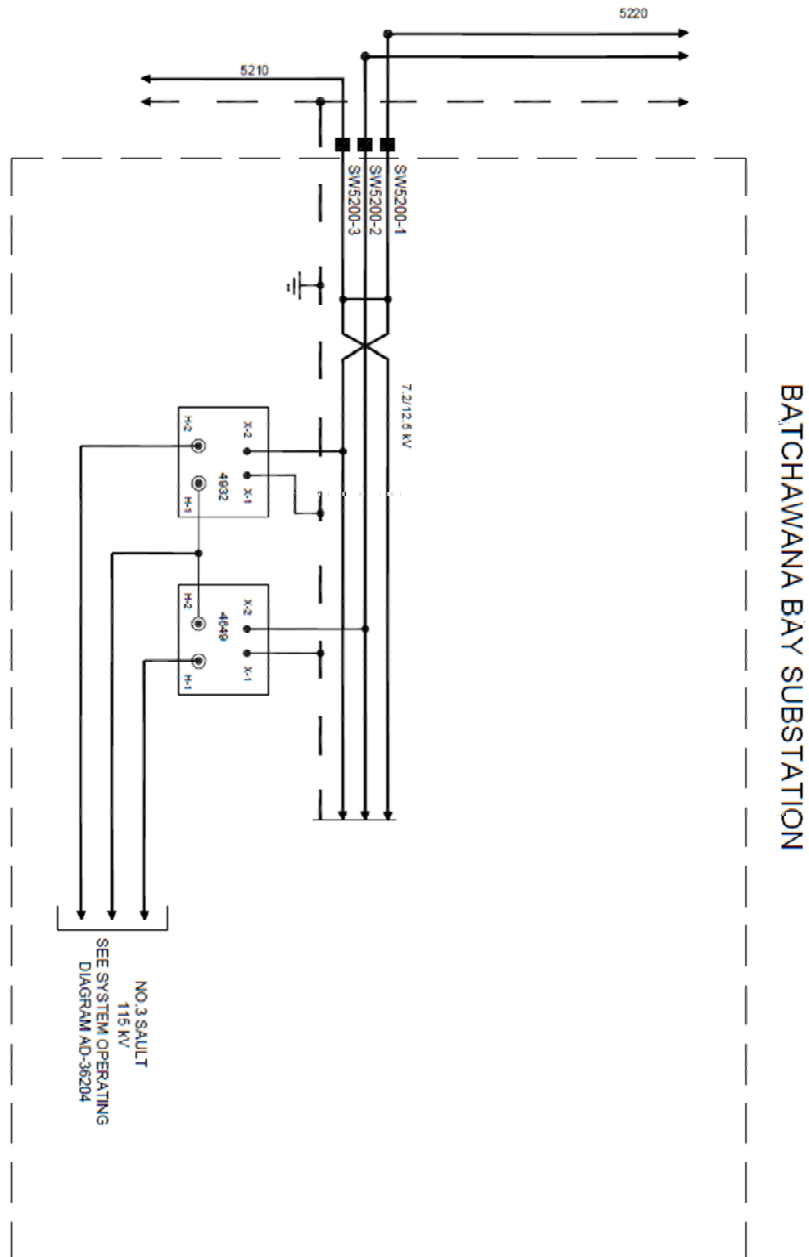 BATCHAWANA BAY SUBSTATION
5220
5210
SW5200-1
SW5200-2
SW5200-3
7.2/12.5 kV
H-2
X-2
4932
H-1
X-1
H-2
X-2
4649
H-1
X-1
NO.3 SAULT
115 kV
SEE SYSTEM OPERATING
DIAGRAM AD-36204